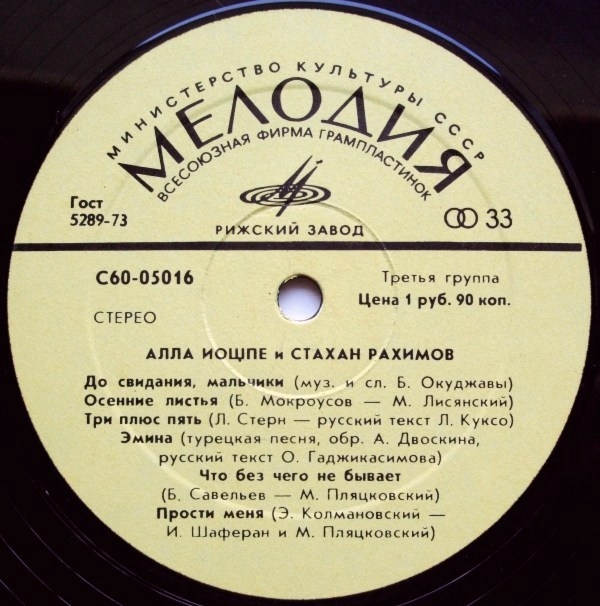 МИНИСТЕРСТВО КУЛЬТУРЫ СССР
МЕЛОДИЯ
ВСЕСОЮЗНАЯ ФИРМА ГРАМПЛАСТИНОК
Гост
5289-73
33
РИЖСКИЙ ЗАВОД
С60-05016
Третья группа
Цена 1 руб. 90 коп.
СТЕРЕО
АЛЛА ИОШПЕ и СТАХАН РАХИМОВ
До свидания, мальчики (муз. и сл. Б. Окуджавы)
Осенние листья (Б. Мокроусов — М. Лисянский)
Три плюс пять (Л. Стерн — русский текст Л. Куксо)
Эмина (турецкая песня, обр. А. Двоскина,
русский текст О. Гаджикасимова)
Что без чего не бывает
(Б. Савельев — М. Пляцковский)
Прости меня (Э. Колмановский —
И. Шаферан и М. Пляцковский)